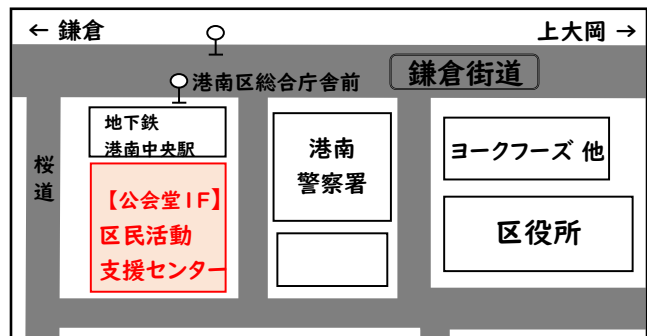 ← 鎌倉
上大岡 →
港南区総合庁舎前
鎌倉街道
桜道
地下鉄
港南中央駅
【公会堂1F】
区民活動
支援センター
港南
警察署
ヨークフーズ 他
区役所